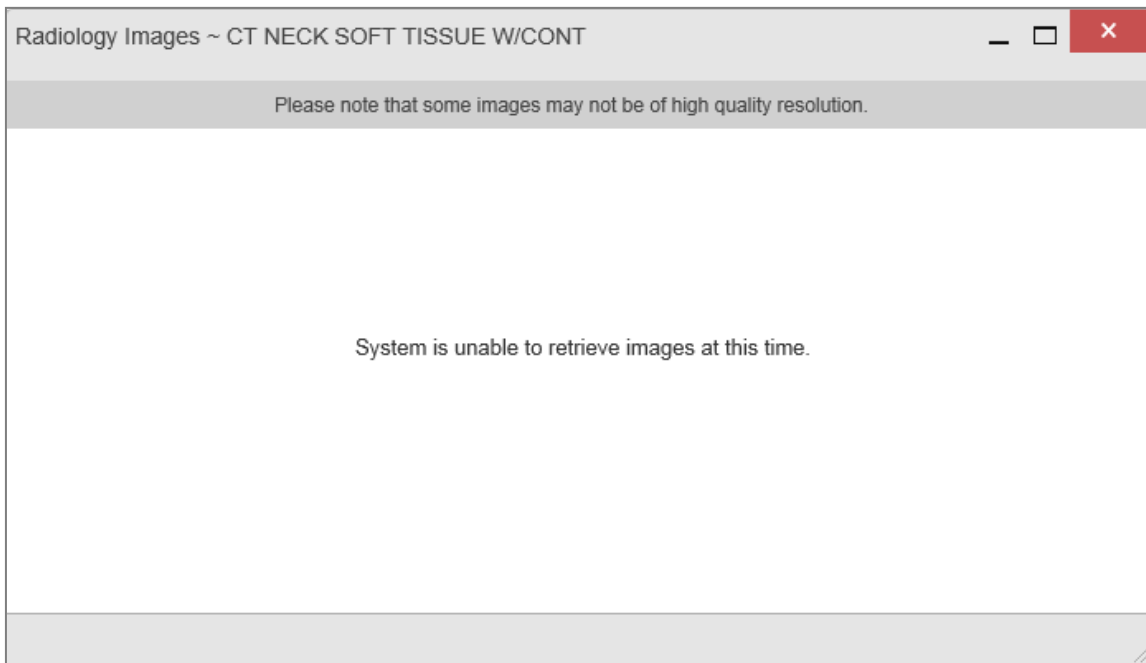 Radiology Images ~ CT NECK SOFT TISSUE W/CONT
Please note that some images may not be of high quality resolution.
System is unable to retrieve images at this time.